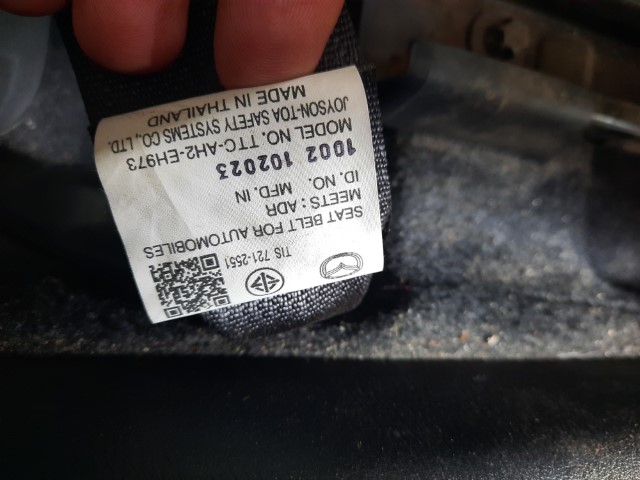 TIS 721-2551
SEAT BELT FOR AUTOMOBILES
MEETS : ADR
ID. NO. MFD. IN
1002 102023
MODEL NO. TTC-AH2-EH973
JOYSON-TOA SAFETY SYSTEMS CO., LTD.
MADE IN THAILAND